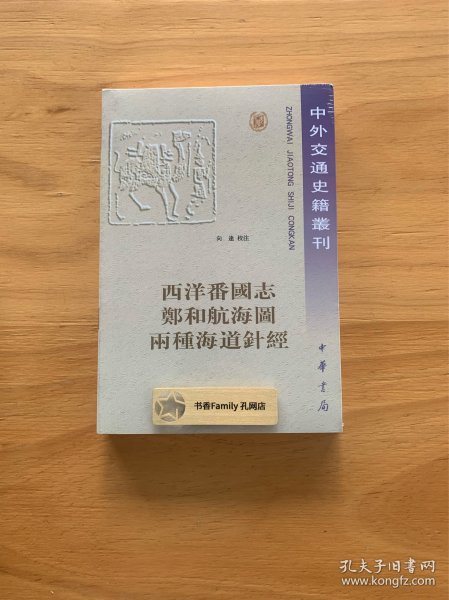 中外交通史籍叢刊
ZHONGWAI JIAOTONG SHIJI CONGKAN
向達 校注
西洋番國志
鄭和航海圖
兩種海道針經
中華書局
书香Family 孔网店
孔夫子旧书网
www.kongfz.com